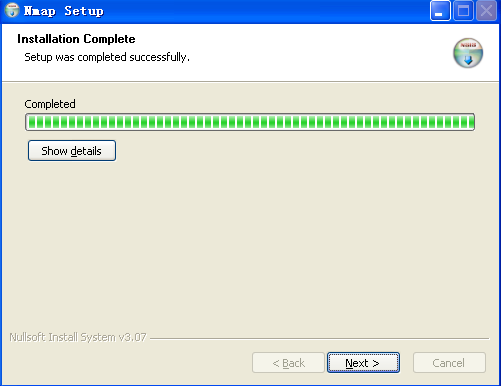 Nmap Setup
Installation Complete
Setup was completed successfully.
Completed
Show details
Nullsoft Install System v3.07
< Back
Next >
Cancel